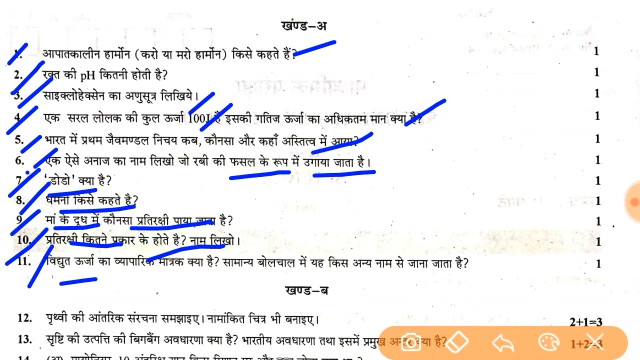 खण्ड–अ
1. आपातकालीन हार्मोन (करो या मरो हार्मोन) किसे कहते हैं? 1
2. रक्त की pH कितनी होती है? 1
3. साइक्लोहेक्सेन का अणुसूत्र लिखिये। 1
4. एक सरल लोलक की कुल ऊर्जा 100J है इसकी गतिज ऊर्जा का अधिकतम मान क्या है? 1
5. भारत में प्रथम जैवमण्डल निचय कब, कौनसा और कहाँ अस्तित्व में आया? 1
6. एक ऐसे अनाज का नाम लिखो जो रबी की फसल के रूप में उगाया जाता है। 1
7. 'डोडो' क्या है? 1
8. धमनी किसे कहते है? 1
9. मां के दूध में कौनसा प्रतिरक्षी पाया जाता है? 1
10. प्रतिरक्षी कितने प्रकार के होते है? नाम लिखो। 1
11. विद्युत ऊर्जा का व्यापारिक मात्रक क्या है? सामान्य बोलचाल में यह किस अन्य नाम से जाना जाता है? 1
खण्ड–ब
12. पृथ्वी की आंतरिक संरचना समझाइए। नामांकित चित्र भी बनाइए। 2+1=3
13. सृष्टि की उत्पत्ति की बिगबैंग अवधारणा क्या है? भारतीय अवधारणा तथा इसमें प्रमुख अन्तर क्या है? 1+2=3